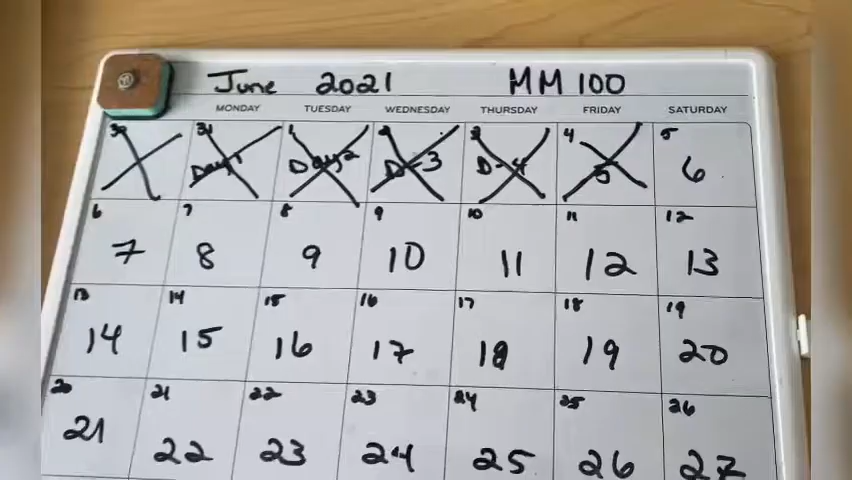 June 2021 MM 100
MONDAY TUESDAY WEDNESDAY THURSDAY FRIDAY SATURDAY
30 31 1 2 3 4 5
Day 1 Day 2 D-3 D-4 5 6
6 7 8 9 10 11 12
7 8 9 10 11 12 13
13 14 15 16 17 18 19
14 15 16 17 18 19 20
20 21 22 23 24 25 26
21 22 23 24 25 26 27